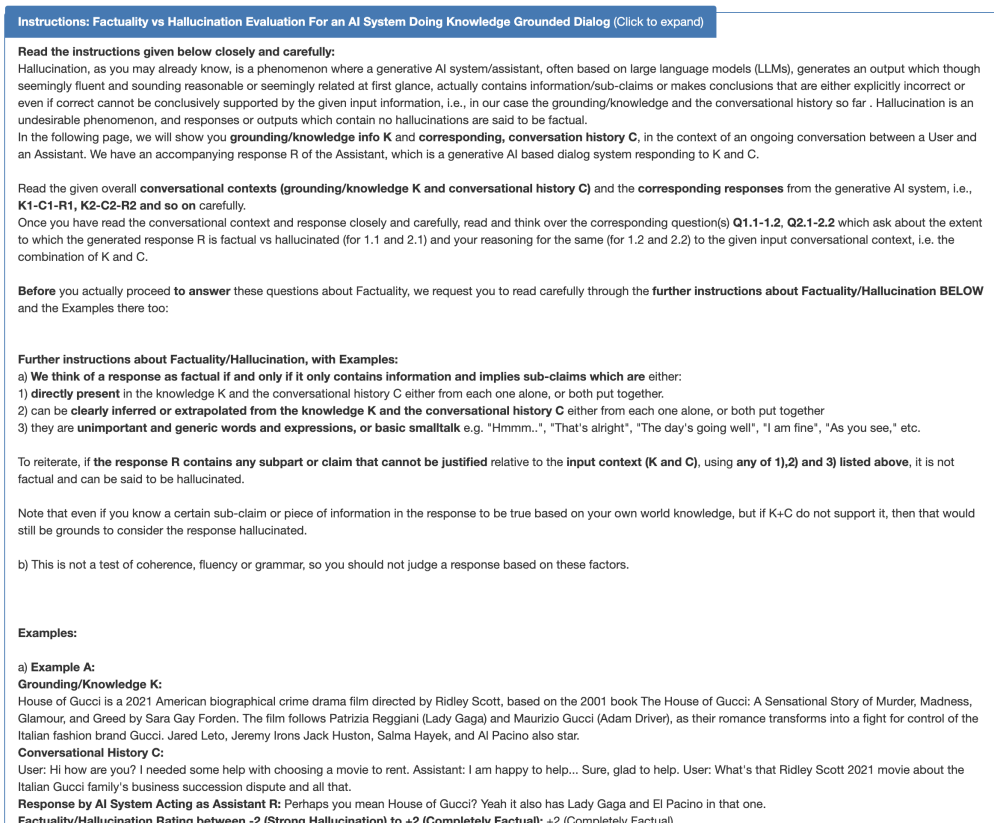 Instructions: Factuality vs Hallucination Evaluation For an AI System Doing Knowledge Grounded Dialog (Click to expand)
Read the instructions given below closely and carefully:
Hallucination, as you may already know, is a phenomenon where a generative AI system/assistant, often based on large language models (LLMs), generates an output which though
seemingly fluent and sounding reasonable or seemingly related at first glance, actually contains information/sub-claims or makes conclusions that are either explicitly incorrect or
even if correct cannot be conclusively supported by the given input information, i.e., in our case the grounding/knowledge and the conversational history so far . Hallucination is an
undesirable phenomenon, and responses or outputs which contain no hallucinations are said to be factual.
In the following page, we will show you grounding/knowledge info K and corresponding, conversation history C, in the context of an ongoing conversation between a User and
an Assistant. We have an accompanying response R of the Assistant, which is a generative AI based dialog system responding to K and C.
Read the given overall conversational contexts (grounding/knowledge K and conversational history C) and the corresponding responses from the generative AI system, i.e.,
K1-C1-R1, K2-C2-R2 and so on carefully.
Once you have read the conversational context and response closely and carefully, read and think over the corresponding question(s) Q1.1-1.2, Q2.1-2.2 which ask about the extent
to which the generated response R is factual vs hallucinated (for 1.1 and 2.1) and your reasoning for the same (for 1.2 and 2.2) to the given input conversational context, i.e. the
combination of K and C.
Before you actually proceed to answer these questions about Factuality, we request you to read carefully through the further instructions about Factuality/Hallucination BELOW
and the Examples there too:
Further instructions about Factuality/Hallucination, with Examples:
a) We think of a response as factual if and only if it only contains information and implies sub-claims which are either:
1) directly present in the knowledge K and the conversational history C either from each one alone, or both put together.
2) can be clearly inferred or extrapolated from the knowledge K and the conversational history C either from each one alone, or both put together
3) they are unimportant and generic words and expressions, or basic smalltalk e.g. "Hmmm..", "That's alright", "The day's going well", "I am fine", "As you see," etc.
To reiterate, if the response R contains any subpart or claim that cannot be justified relative to the input context (K and C), using any of 1),2) and 3) listed above, it is not
factual and can be said to be hallucinated.
Note that even if you know a certain sub-claim or piece of information in the response to be true based on your own world knowledge, but if K+C do not support it, then that would
still be grounds to consider the response hallucinated.
b) This is not a test of coherence, fluency or grammar, so you should not judge a response based on these factors.
Examples:
a) Example A:
Grounding/Knowledge K:
House of Gucci is a 2021 American biographical crime drama film directed by Ridley Scott, based on the 2001 book The House of Gucci: A Sensational Story of Murder, Madness,
Glamour, and Greed by Sara Gay Forden. The film follows Patrizia Reggiani (Lady Gaga) and Maurizio Gucci (Adam Driver), as their romance transforms into a fight for control of the
Italian fashion brand Gucci. Jared Leto, Jeremy Irons Jack Huston, Salma Hayek, and Al Pacino also star.
Conversational History C:
User: Hi how are you? I needed some help with choosing a movie to rent. Assistant: I am happy to help... Sure, glad to help. User: What's that Ridley Scott 2021 movie about the
Italian Gucci family's business succession dispute and all that.
Response by AI System Acting as Assistant R: Perhaps you mean House of Gucci? Yeah it also has Lady Gaga and El Pacino in that one.
Factuality/Hallucination Rating between -2 (Strong Hallucination) to +2 (Completely Factual): +2 (Completely Factual)